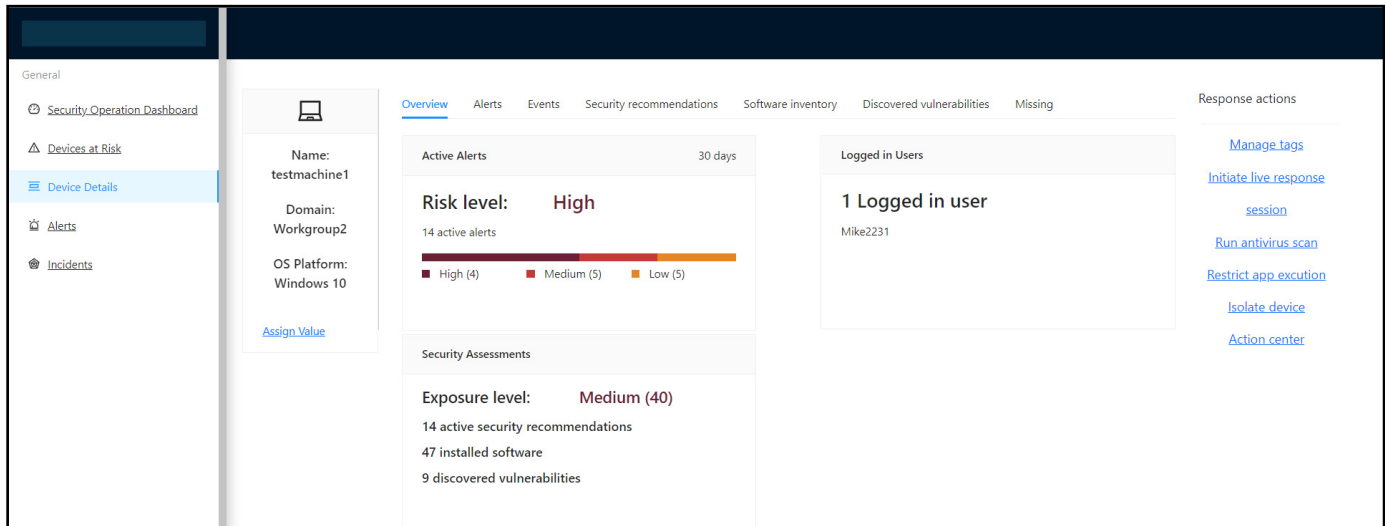 General
Security Operation Dashboard
Devices at Risk
Device Details
Alerts
Incidents
Name:
testmachine1
Domain:
Workgroup2
OS Platform:
Windows 10
Assign Value
Overview Alerts Events Security recommendations Software inventory Discovered vulnerabilities Missing
Active Alerts 30 days
Risk level: High
14 active alerts
High (4) Medium (5) Low (5)
Logged in Users
1 Logged in user
Mike2231
Security Assessments
Exposure level: Medium (40)
14 active security recommendations
47 installed software
9 discovered vulnerabilities
Response actions
Manage tags
Initiate live response
session
Run antivirus scan
Restrict app excution
Isolate device
Action center